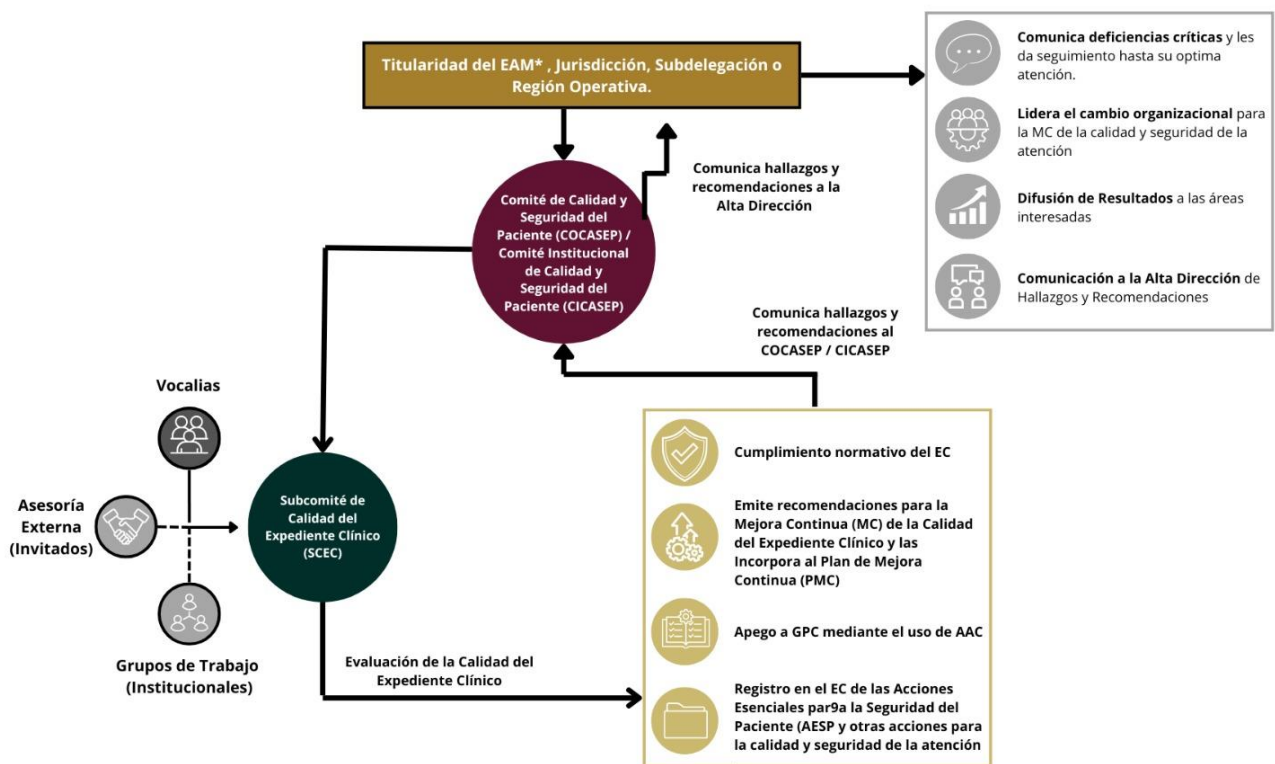 Titularidad del EAM* , Jurisdicción, Subdelegación o
Región Operativa.
Comunica deficiencias críticas y les
da seguimiento hasta su optima
atención.
Lidera el cambio organizacional para
la MC de la calidad y seguridad de la
atención
Difusión de Resultados a las áreas
interesadas
Comunicación a la Alta Dirección de
Hallazgos y Recomendaciones
Comunica hallazgos y
recomendaciones a la
Alta Dirección
Comité de Calidad y
Seguridad del
Paciente (COCASEP) /
Comité Institucional
de Calidad y
Seguridad del
Paciente (CICASEP)
Comunica hallazgos y
recomendaciones al
COCASEP / CICASEP
Vocalias
Asesoría
Externa
(Invitados)
Grupos de Trabajo
(Institucionales)
Subcomité de
Calidad del
Expediente Clínico
(SCEC)
Evaluación de la Calidad del
Expediente Clínico
Cumplimiento normativo del EC
Emite recomendaciones para la
Mejora Continua (MC) de la Calidad
del Expediente Clínico y las
Incorpora al Plan de Mejora
Continua (PMC)
Apego a GPC mediante el uso de AAC
Registro en el EC de las Acciones
Esenciales par9a la Seguridad del
Paciente (AESP y otras acciones para
la calidad y seguridad de la atención